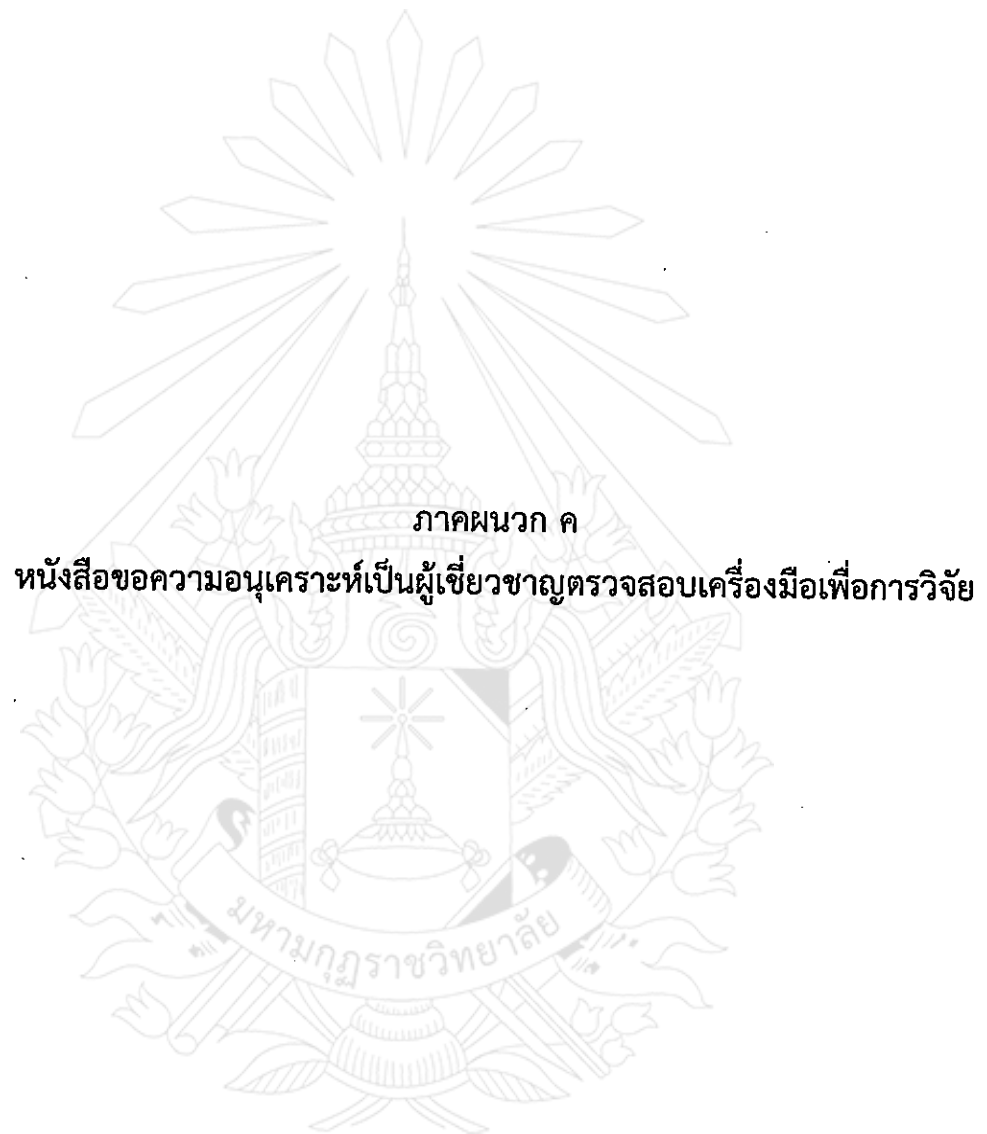 ภาคผนวก ค
หนังสือขอความอนุเคราะห์เป็นผู้เชี่ยวชาญตรวจสอบเครื่องมือเพื่อการวิจัย
มหามกุฏราชวิทยาลัย